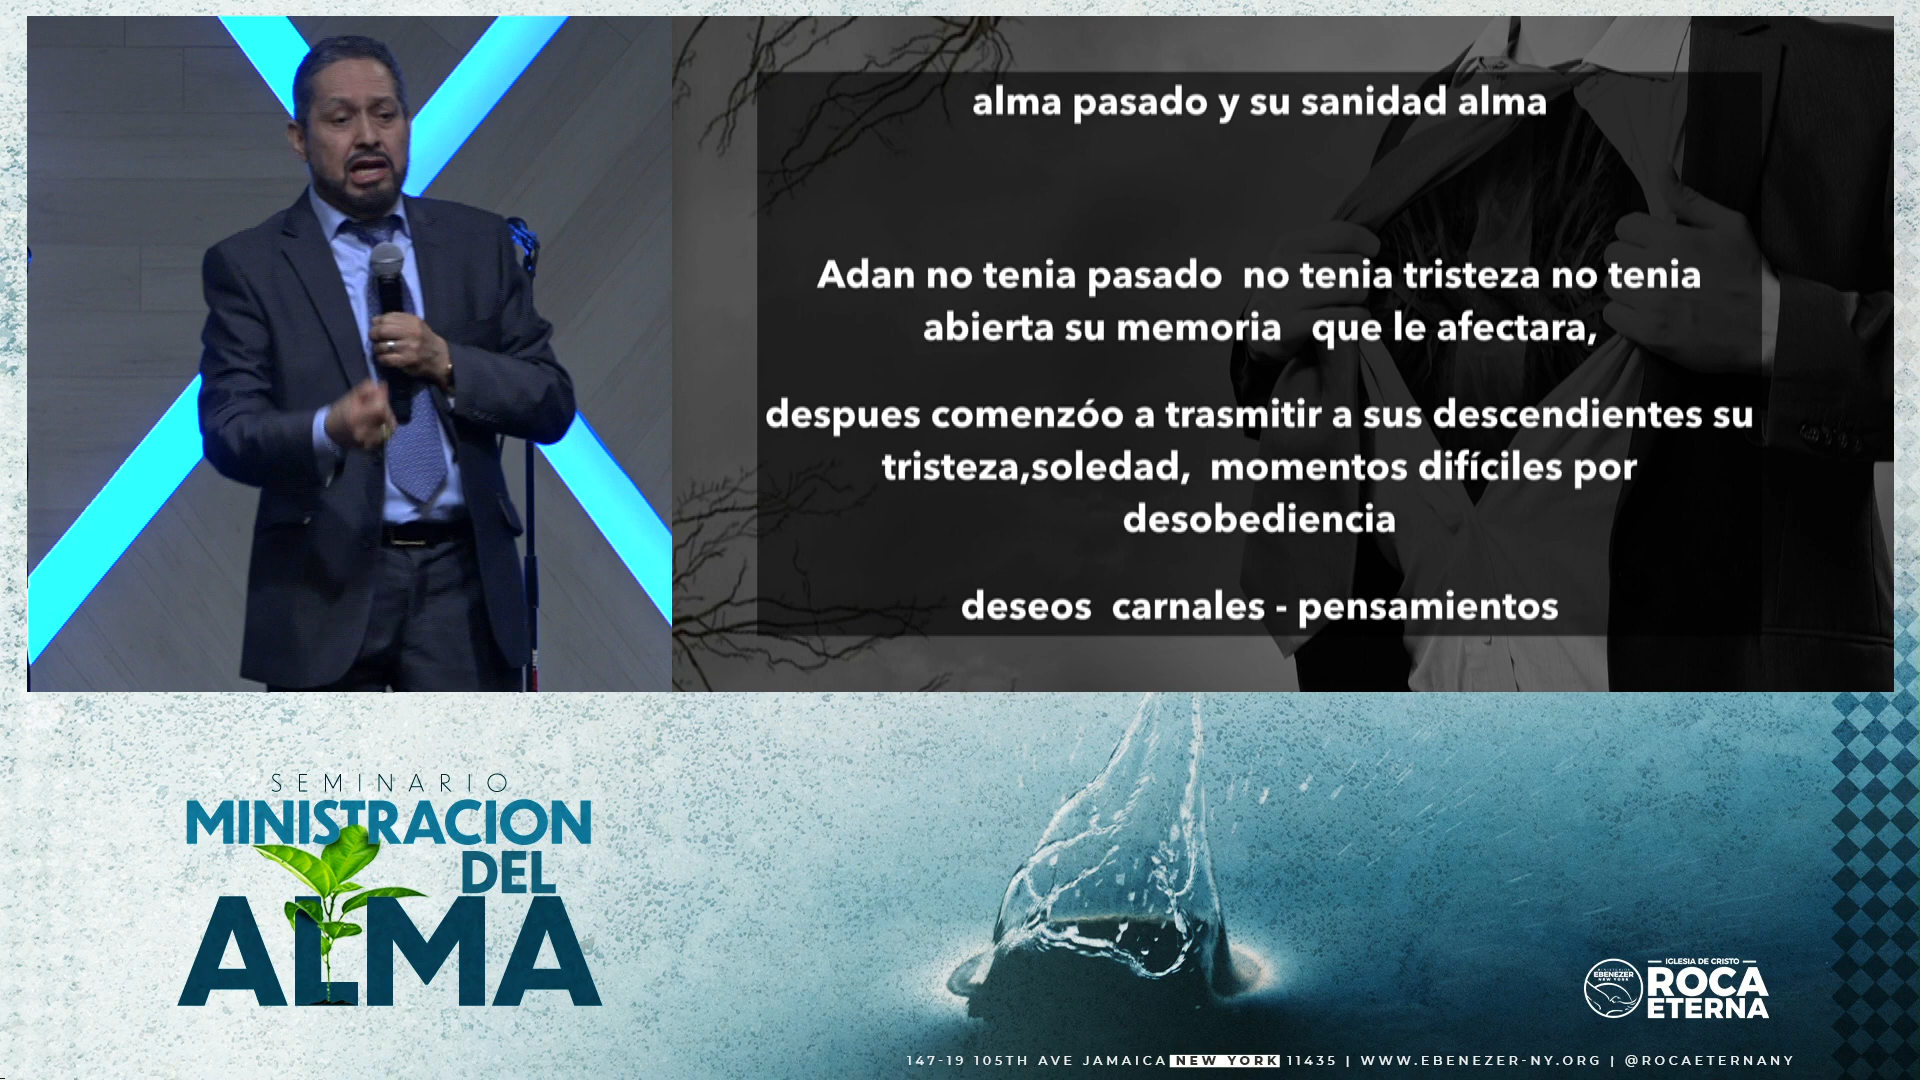 alma pasado y su sanidad alma
Adan no tenia pasado  no tenia tristeza no tenia
abierta su memoria   que le afectara,
despues comenzóo a trasmitir a sus descendientes su
tristeza,soledad,  momentos difíciles por
desobediencia
deseos  carnales - pensamientos
SEMINARIO
MINISTRACION
DEL
ALMA
IGLESIA DE CRISTO
EBENEZER
NEW YORK
ROCA
ETERNA
147-19 105TH AVE JAMAICA NEW YORK 11435 | WWW.EBENEZER-NY.ORG | @ROCAETERNANY